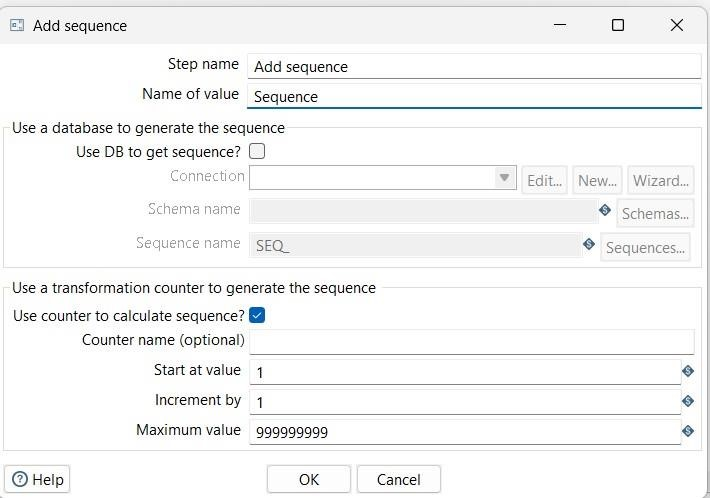 Add sequence
Step name Add sequence
Name of value Sequence
Use a database to generate the sequence
Use DB to get sequence?
Connection Edit... New... Wizard...
Schema name Schemas...
Sequence name SEQ_ Sequences...
Use a transformation counter to generate the sequence
Use counter to calculate sequence?
Counter name (optional)
Start at value 1
Increment by 1
Maximum value 999999999
Help OK Cancel